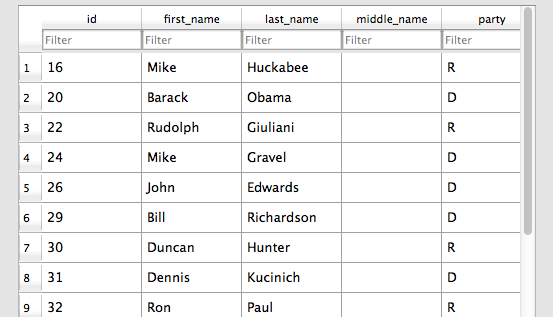 id first_name last_name middle_name party
Filter Filter Filter Filter Filter
1 16 Mike Huckabee R
2 20 Barack Obama D
3 22 Rudolph Giuliani R
4 24 Mike Gravel D
5 26 John Edwards D
6 29 Bill Richardson D
7 30 Duncan Hunter R
8 31 Dennis Kucinich D
9 32 Ron Paul R